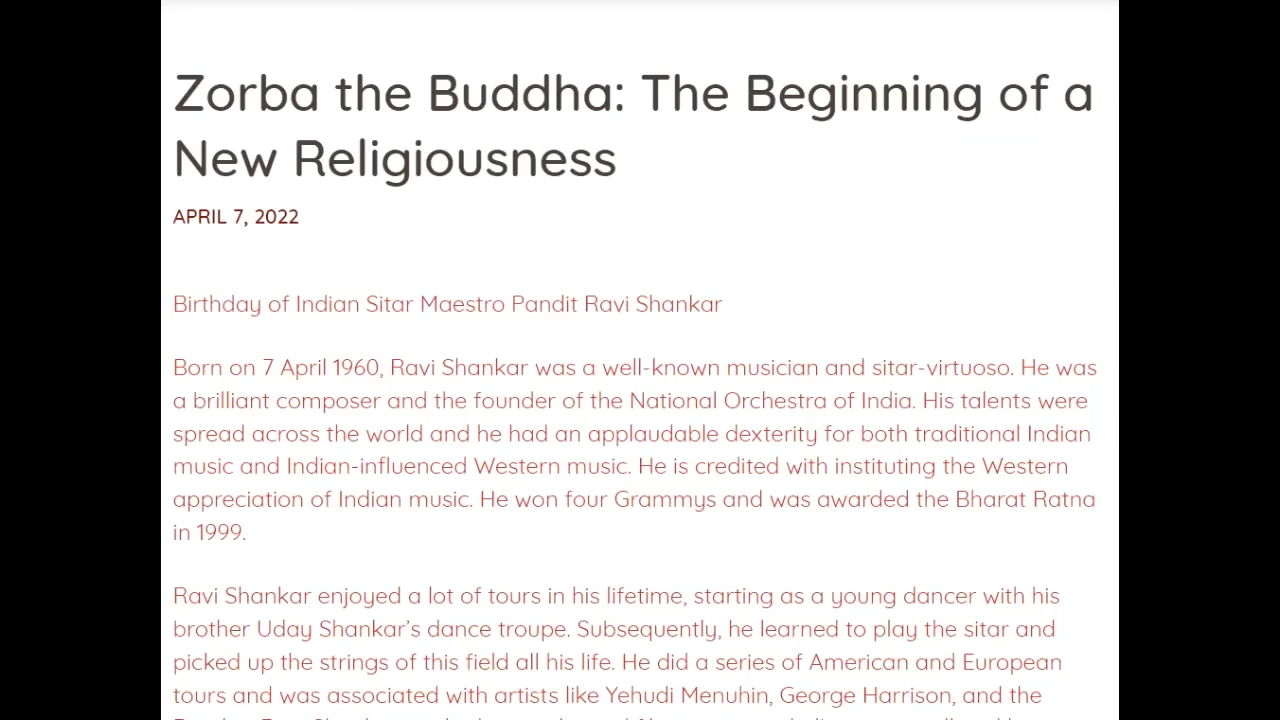 Zorba the Buddha: The Beginning of a
New Religiousness
APRIL 7, 2022
Birthday of Indian Sitar Maestro Pandit Ravi Shankar
Born on 7 April 1960, Ravi Shankar was a well-known musician and sitar-virtuoso. He was
a brilliant composer and the founder of the National Orchestra of India. His talents were
spread across the world and he had an applaudable dexterity for both traditional Indian
music and Indian-influenced Western music. He is credited with instituting the Western
appreciation of Indian music. He won four Grammys and was awarded the Bharat Ratna
in 1999.
Ravi Shankar enjoyed a lot of tours in his lifetime, starting as a young dancer with his
brother Uday Shankar’s dance troupe. Subsequently, he learned to play the sitar and
picked up the strings of this field all his life. He did a series of American and European
tours and was associated with artists like Yehudi Menuhin, George Harrison, and the